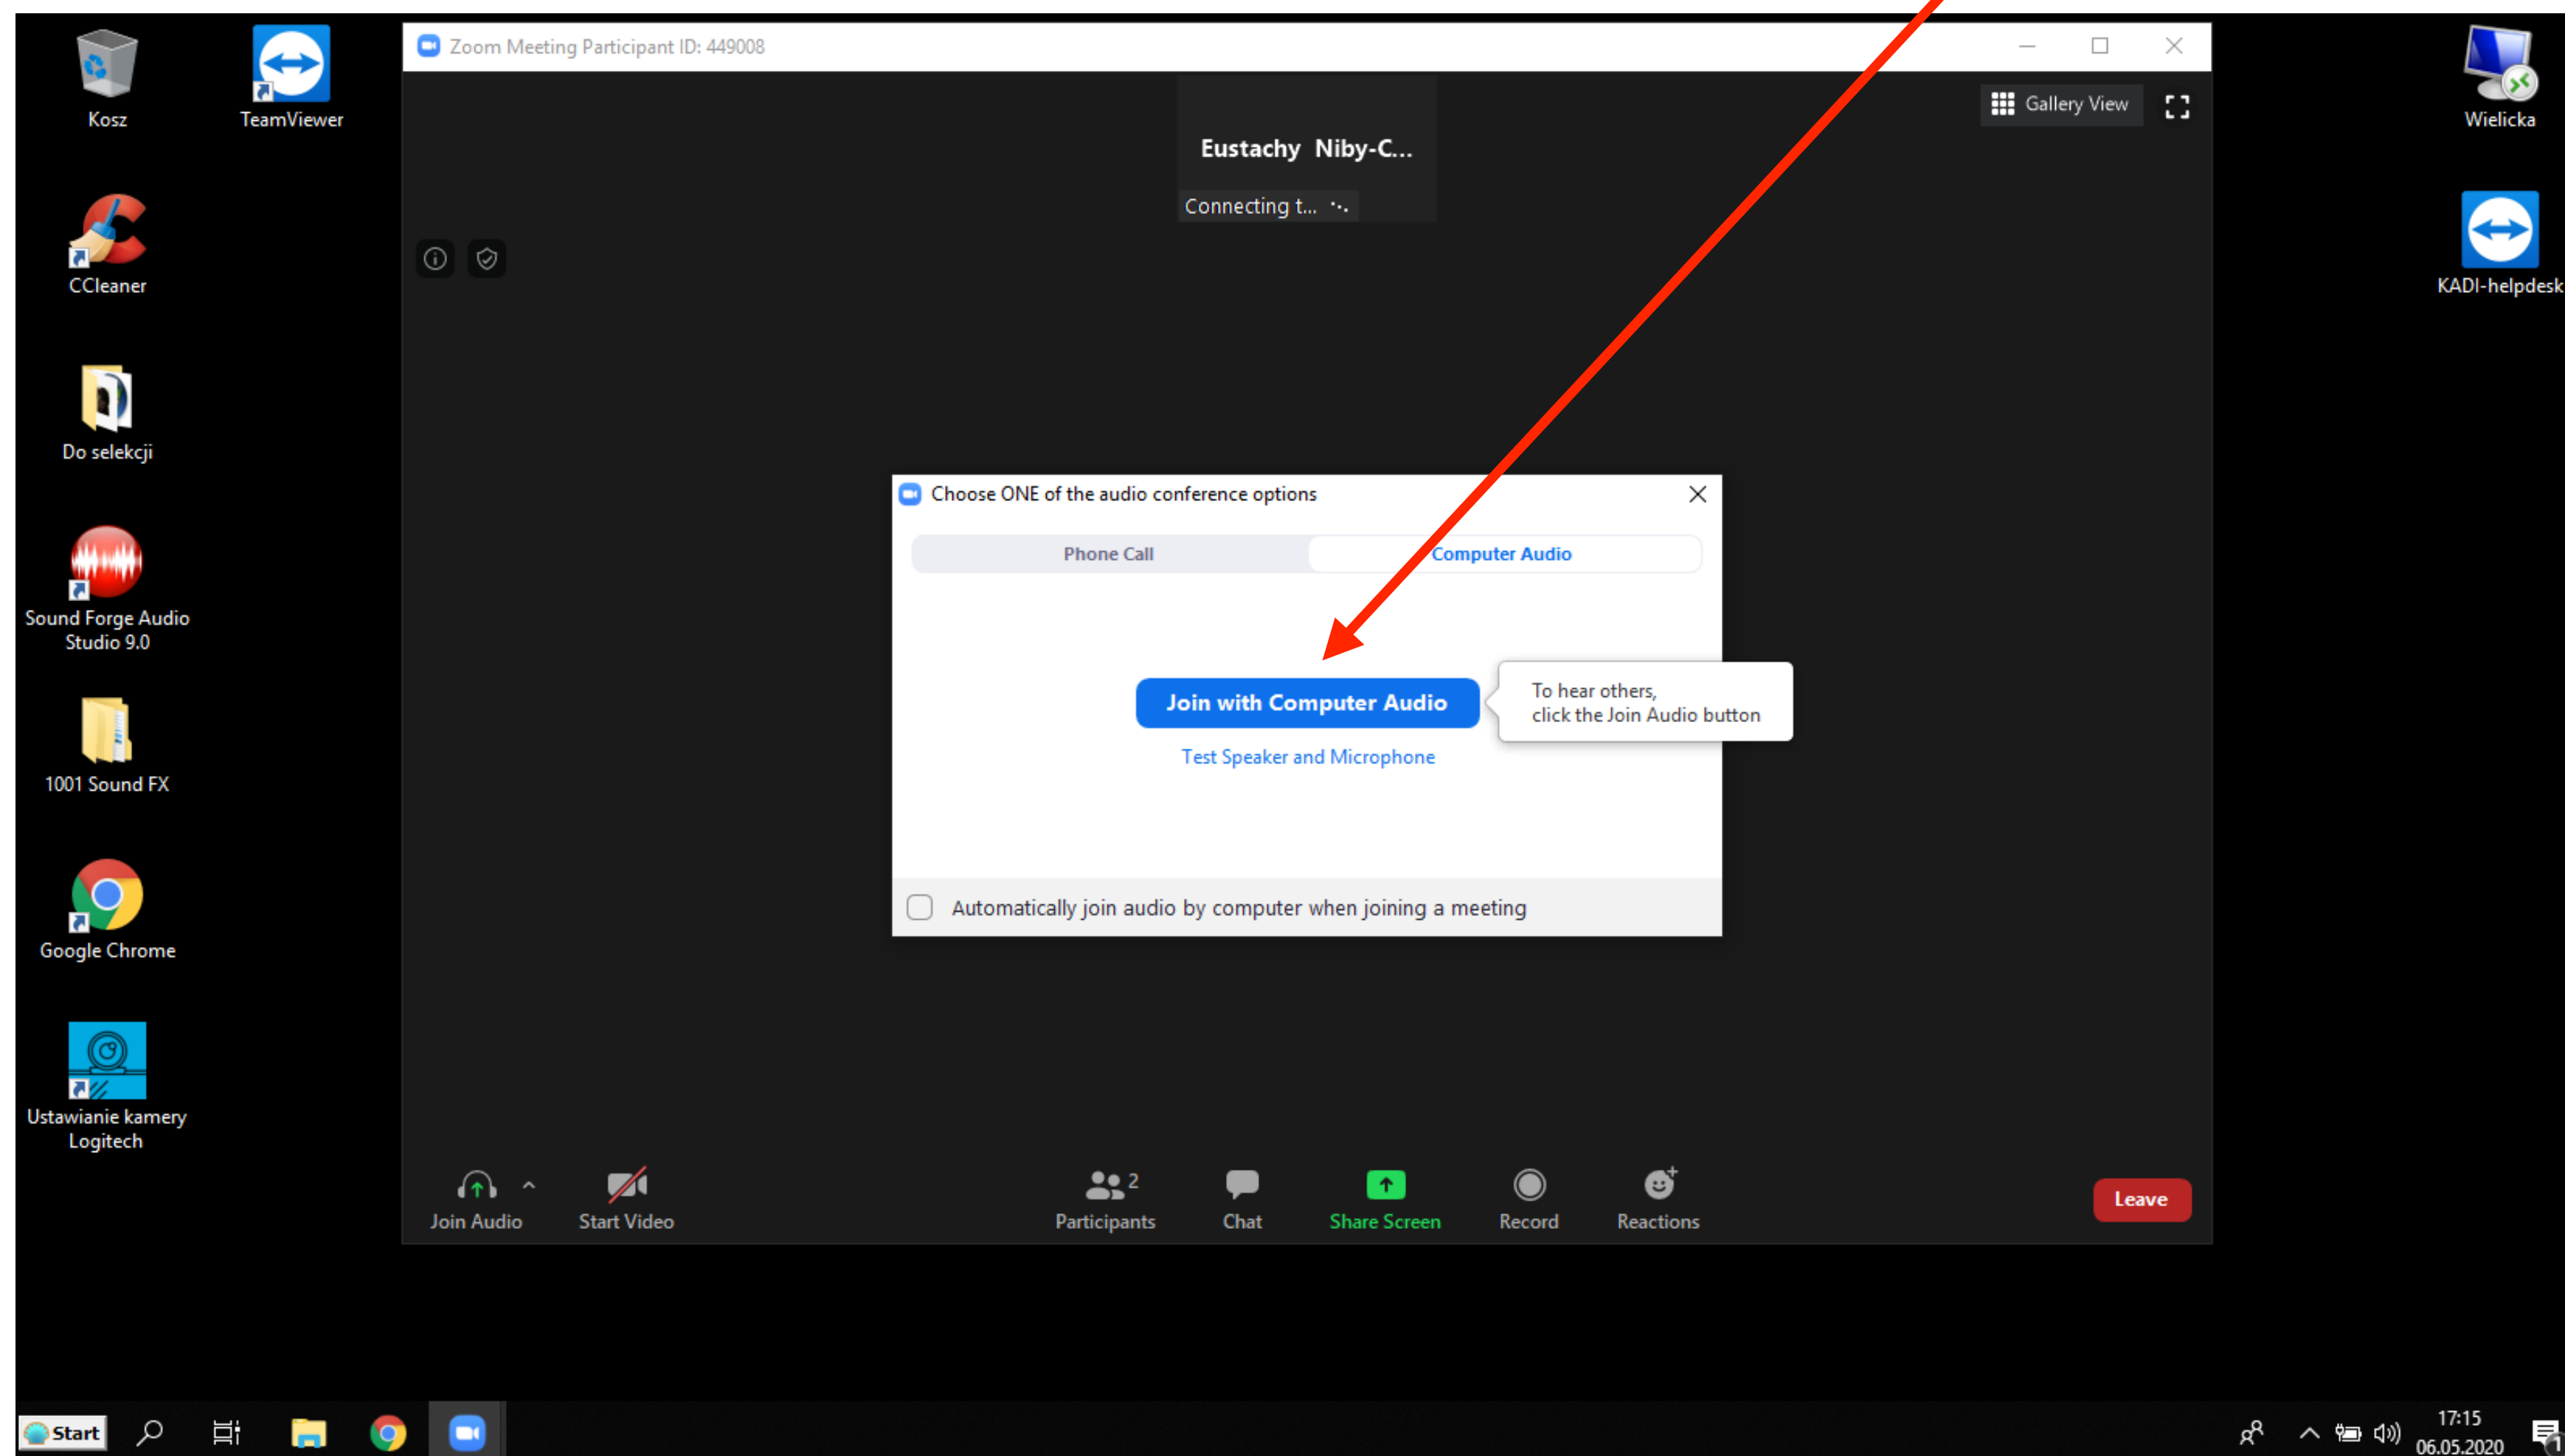 Kosz
TeamViewer
CCleaner
Do selekcji
Sound Forge Audio
Studio 9.0
1001 Sound FX
Google Chrome
Ustawianie kamery
Logitech
Zoom Meeting Participant ID: 449008
Gallery View
Eustachy Niby-C...
Connecting t...
Choose ONE of the audio conference options
Phone Call
Computer Audio
Join with Computer Audio
To hear others,
click the Join Audio button
Test Speaker and Microphone
Automatically join audio by computer when joining a meeting
Join Audio
Start Video
2
Participants
Chat
Share Screen
Record
Reactions
Leave
Wielicka
KADI-helpdesk
Start
17:15
06.05.2020
1